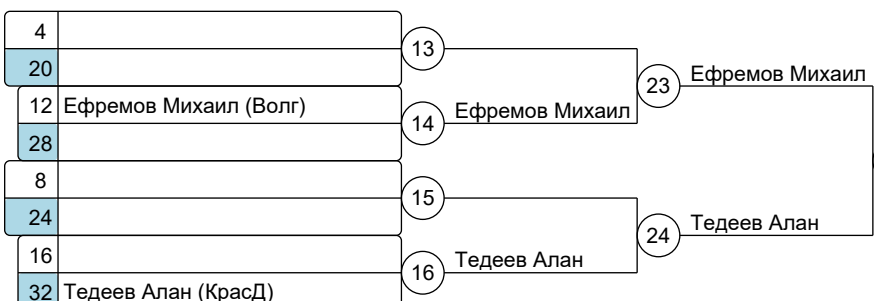 4
20
13
12 Ефремов Михаил (Волг)
28
14
Ефремов Михаил
23
Ефремов Михаил
8
24
15
16
32 Тедеев Алан (КрасД)
16
Тедеев Алан
24
Тедеев Алан